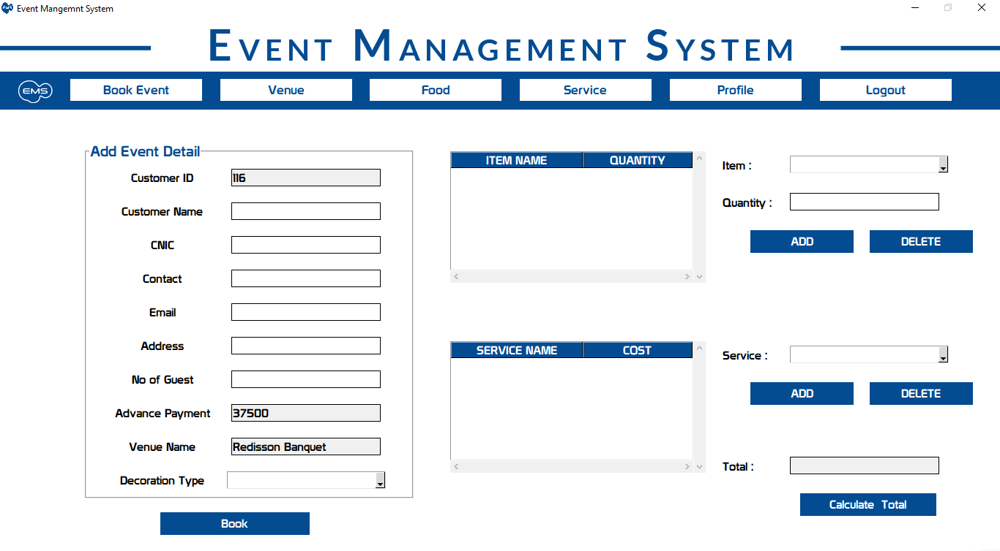 Event Mangemnt System
EVENT MANAGEMENT SYSTEM
EMS
Book Event
Venue
Food
Service
Profile
Logout
Add Event Detail
Customer ID
116
Customer Name
CNIC
Contact
Email
Address
No of Guest
Advance Payment
37500
Venue Name
Redisson Banquet
Decoration Type
Book
ITEM NAME
QUANTITY
Item :
Quantity :
ADD
DELETE
SERVICE NAME
COST
Service :
ADD
DELETE
Total :
Calculate Total